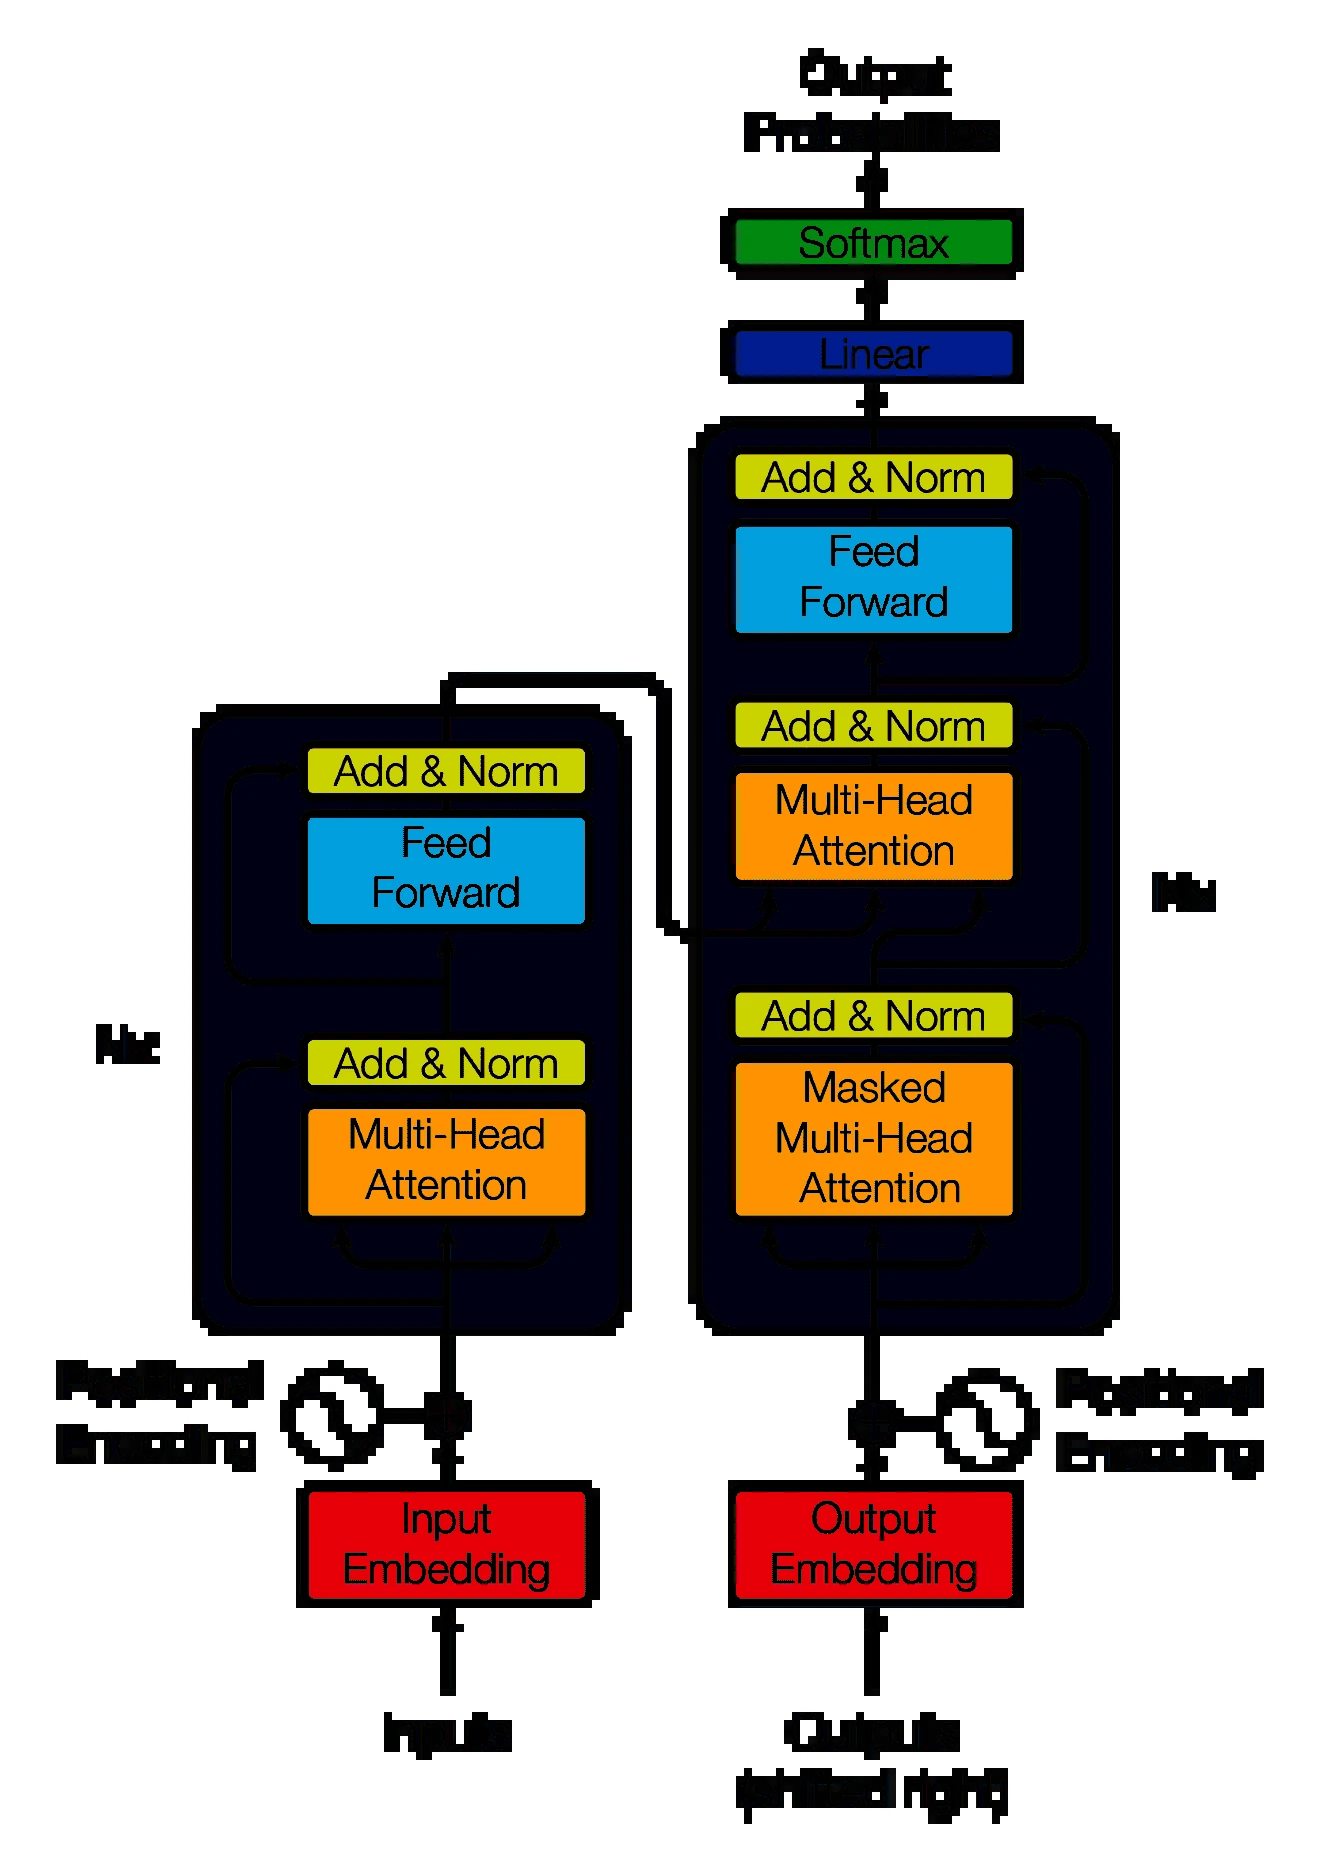 Output
Probabilities
Softmax
Linear
Add & Norm
Feed
Forward
Add & Norm
Multi-Head
Attention
Add & Norm
Masked
Multi-Head
Attention
Add & Norm
Feed
Forward
Add & Norm
Multi-Head
Attention
Positional
Encoding
Positional
Encoding
Input
Embedding
Output
Embedding
Inputs
Outputs
(shifted right)